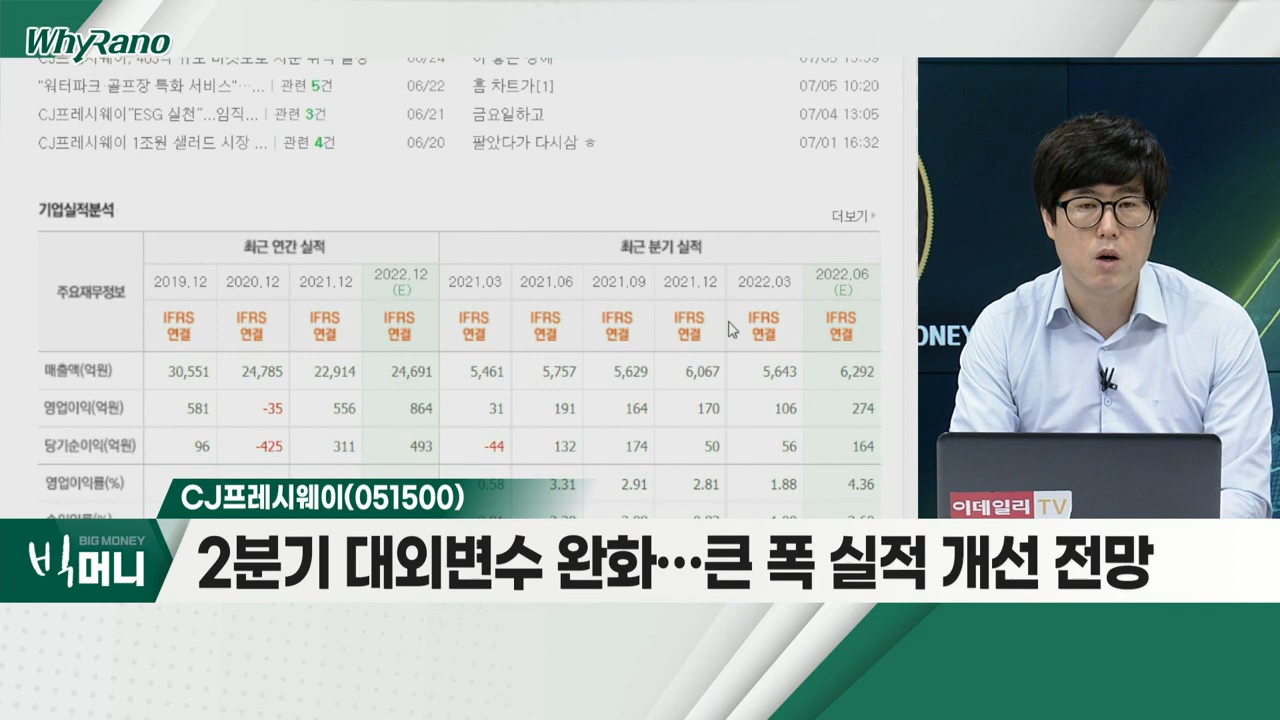 WhyRano
06/24
07/05 13:39
"워터파크 골프장 특화 서비스"…... | 관련 5건 06/22 흠 차트가[1] 07/05 10:20
CJ프레시웨이"ESG 실천"...임직... | 관련 3건 06/21 금요일하고 07/04 13:05
CJ프레시웨이 1조원 샐러드 시장 ... | 관련 4건 06/20 팔았다가 다시삼 ㅎ 07/01 16:32
기업실적분석 더보기
주요재무정보 최근 연간 실적 최근 분기 실적
2019.12 2020.12 2021.12 2022.12 (E) 2021.03 2021.06 2021.09 2021.12 2022.03 2022.06 (E)
IFRS 연결 IFRS 연결 IFRS 연결 IFRS 연결 IFRS 연결 IFRS 연결 IFRS 연결 IFRS 연결 IFRS 연결 IFRS 연결
매출액(억원) 30,551 24,785 22,914 24,691 5,461 5,757 5,629 6,067 5,643 6,292
영업이익(억원) 581 -35 556 864 31 191 164 170 106 274
당기순이익(억원) 96 -425 311 493 -44 132 174 50 56 164
영업이익률(%) 0.58 3.31 2.91 2.81 1.88 4.36
ONEY
이데일리 TV
CJ프레시웨이(051500)
BIG MONEY
빅머니
2분기 대외변수 완화…큰 폭 실적 개선 전망